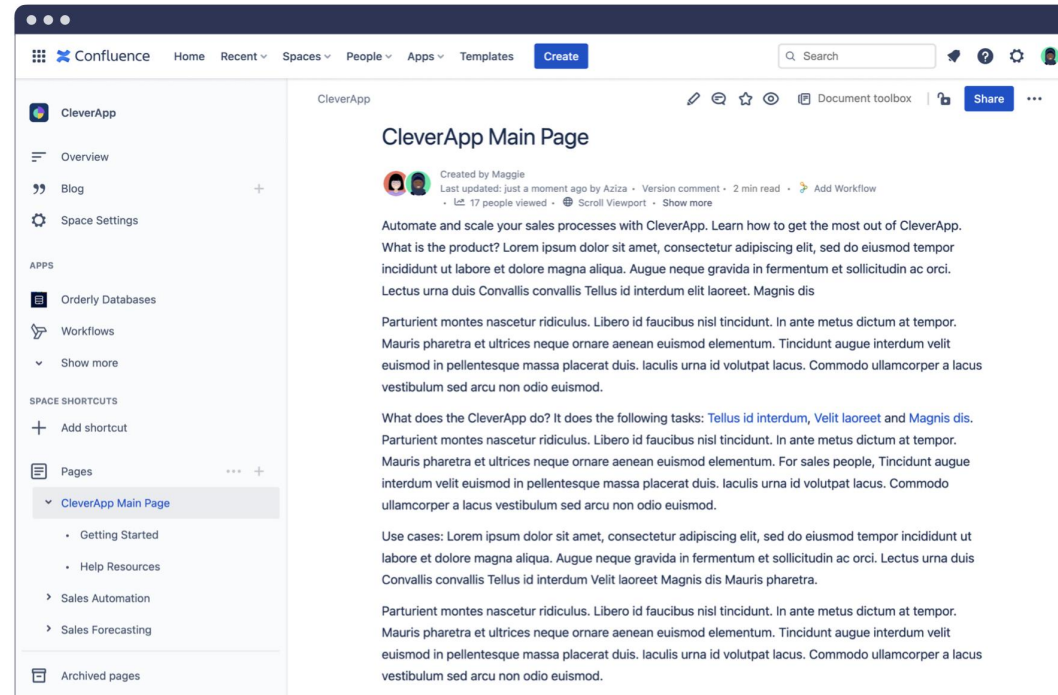 Confluence
Home
Recent
Spaces
People
Apps
Templates
Create
Search
CleverApp
Overview
Blog
Space Settings
APPS
Orderly Databases
Workflows
Show more
SPACE SHORTCUTS
Add shortcut
Pages
CleverApp Main Page
Getting Started
Help Resources
Sales Automation
Sales Forecasting
Archived pages
CleverApp
Document toolbox
Share
CleverApp Main Page
Created by Maggie
Last updated: just a moment ago by Aziza • Version comment • 2 min read • Add Workflow
• 17 people viewed • Scroll Viewport • Show more
Automate and scale your sales processes with CleverApp. Learn how to get the most out of CleverApp.
What is the product? Lorem ipsum dolor sit amet, consectetur adipiscing elit, sed do eiusmod tempor
incididunt ut labore et dolore magna aliqua. Augue neque gravida in fermentum et sollicitudin ac orci.
Lectus urna duis Convallis convallis Tellus id interdum elit laoreet. Magnis dis
Parturient montes nascetur ridiculus. Libero id faucibus nisl tincidunt. In ante metus dictum at tempor.
Mauris pharetra et ultrices neque ornare aenean euismod elementum. Tincidunt augue interdum velit
euismod in pellentesque massa placerat duis. Iaculis urna id volutpat lacus. Commodo ullamcorper a lacus
vestibulum sed arcu non odio euismod.
What does the CleverApp do? It does the following tasks: Tellus id interdum, Velit laoreet and Magnis dis.
Parturient montes nascetur ridiculus. Libero id faucibus nisl tincidunt. In ante metus dictum at tempor.
Mauris pharetra et ultrices neque ornare aenean euismod elementum. For sales people, Tincidunt augue
interdum velit euismod in pellentesque massa placerat duis. Iaculis urna id volutpat lacus. Commodo
ullamcorper a lacus vestibulum sed arcu non odio euismod.
Use cases: Lorem ipsum dolor sit amet, consectetur adipiscing elit, sed do eiusmod tempor incididunt ut
labore et dolore magna aliqua. Augue neque gravida in fermentum et sollicitudin ac orci. Lectus urna duis
Convallis convallis Tellus id interdum Velit laoreet Magnis dis Mauris pharetra.
Parturient montes nascetur ridiculus. Libero id faucibus nisl tincidunt. In ante metus dictum at tempor.
Mauris pharetra et ultrices neque ornare aenean euismod elementum. Tincidunt augue interdum velit
euismod in pellentesque massa placerat duis. Iaculis urna id volutpat lacus. Commodo ullamcorper a lacus
vestibulum sed arcu non odio euismod.